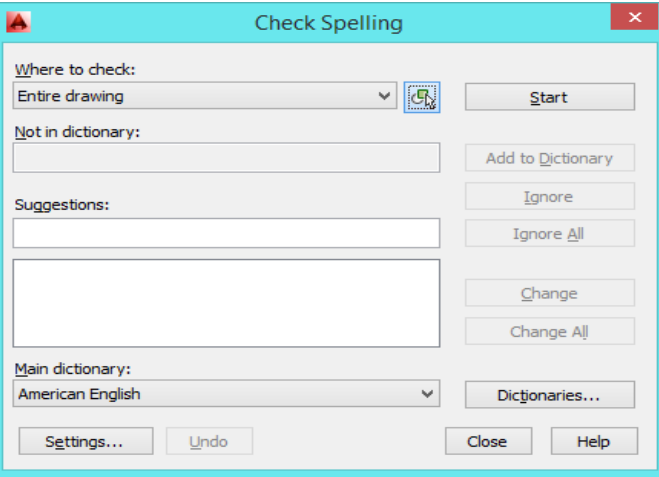 Check Spelling
Where to check:
Entire drawing
Start
Not in dictionary:
Add to Dictionary
Ignore
Suggestions:
Ignore All
Change
Change All
Main dictionary:
American English
Dictionaries...
Settings...
Undo
Close
Help